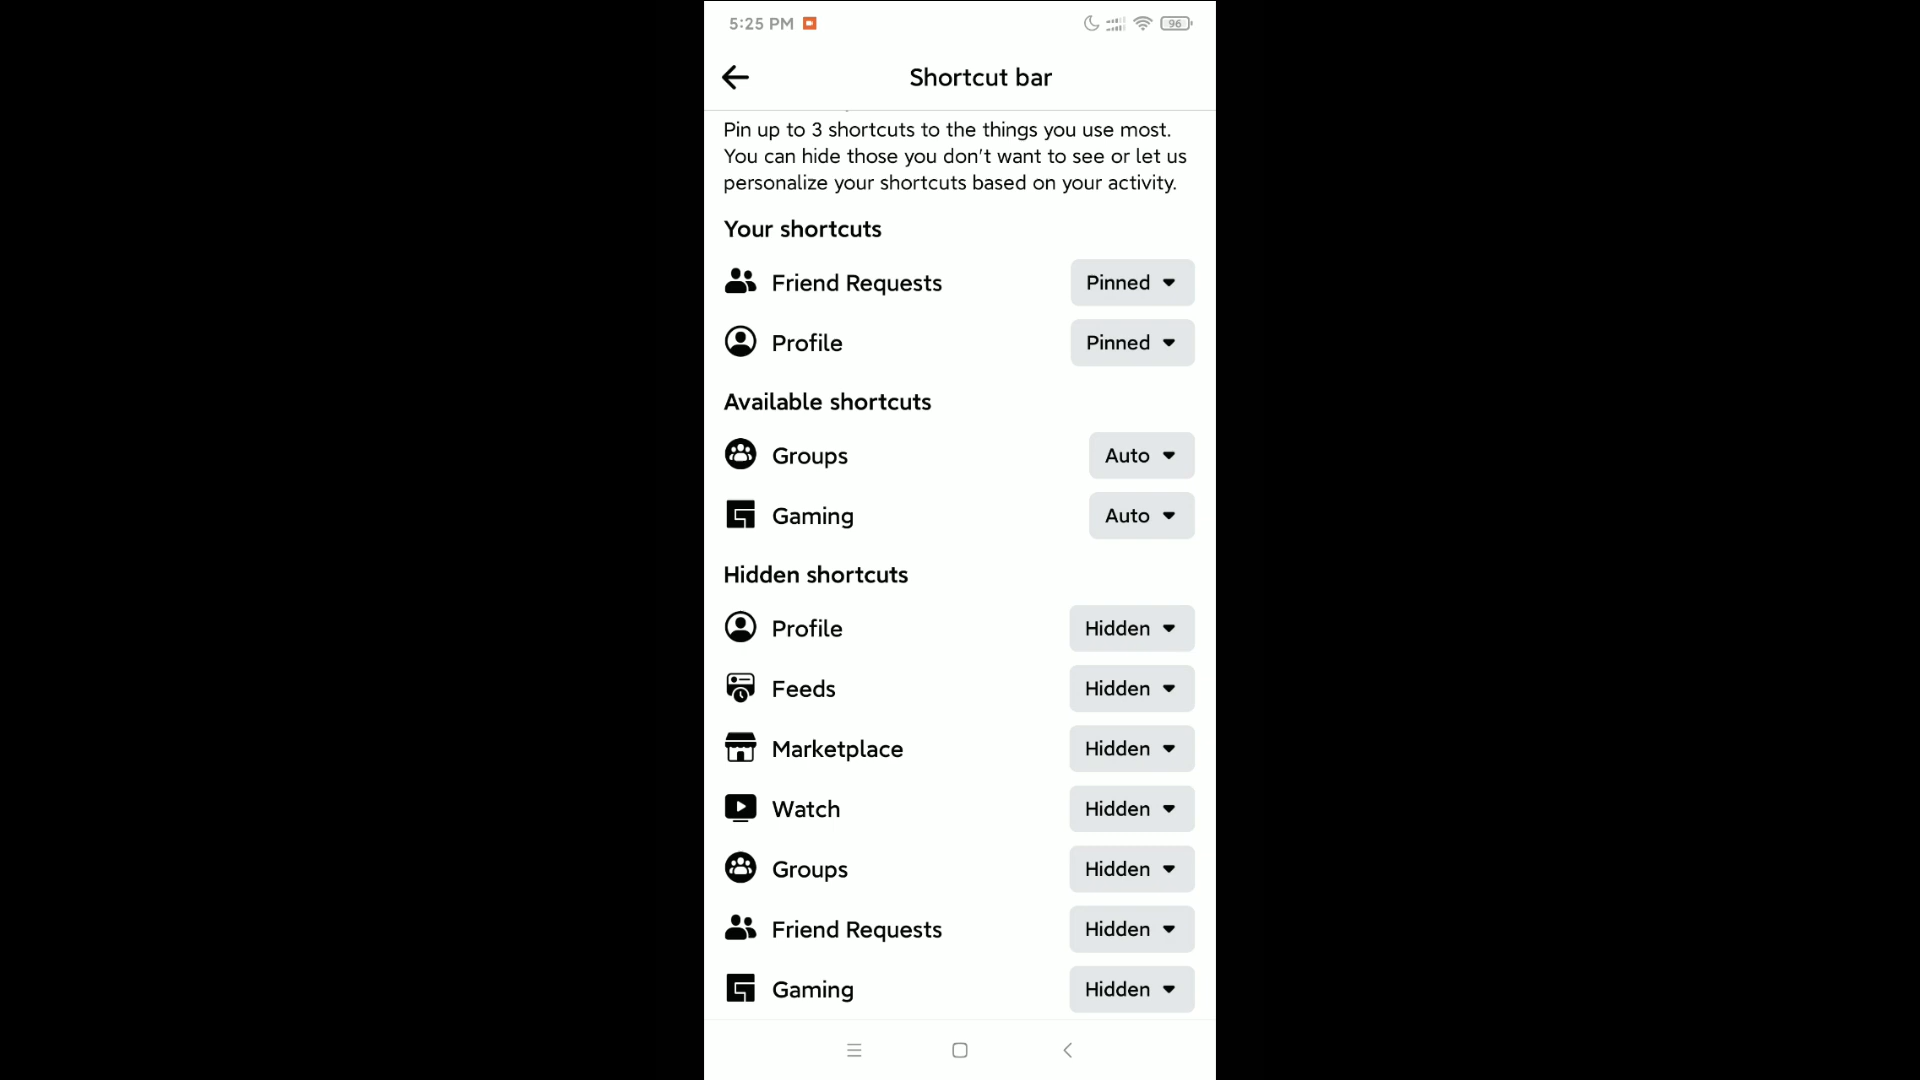 5:25 PM
96
Shortcut bar
Pin up to 3 shortcuts to the things you use most.
You can hide those you don't want to see or let us
personalize your shortcuts based on your activity.
Your shortcuts
Friend Requests Pinned
Profile Pinned
Available shortcuts
Groups Auto
Gaming Auto
Hidden shortcuts
Profile Hidden
Feeds Hidden
Marketplace Hidden
Watch Hidden
Groups Hidden
Friend Requests Hidden
Gaming Hidden